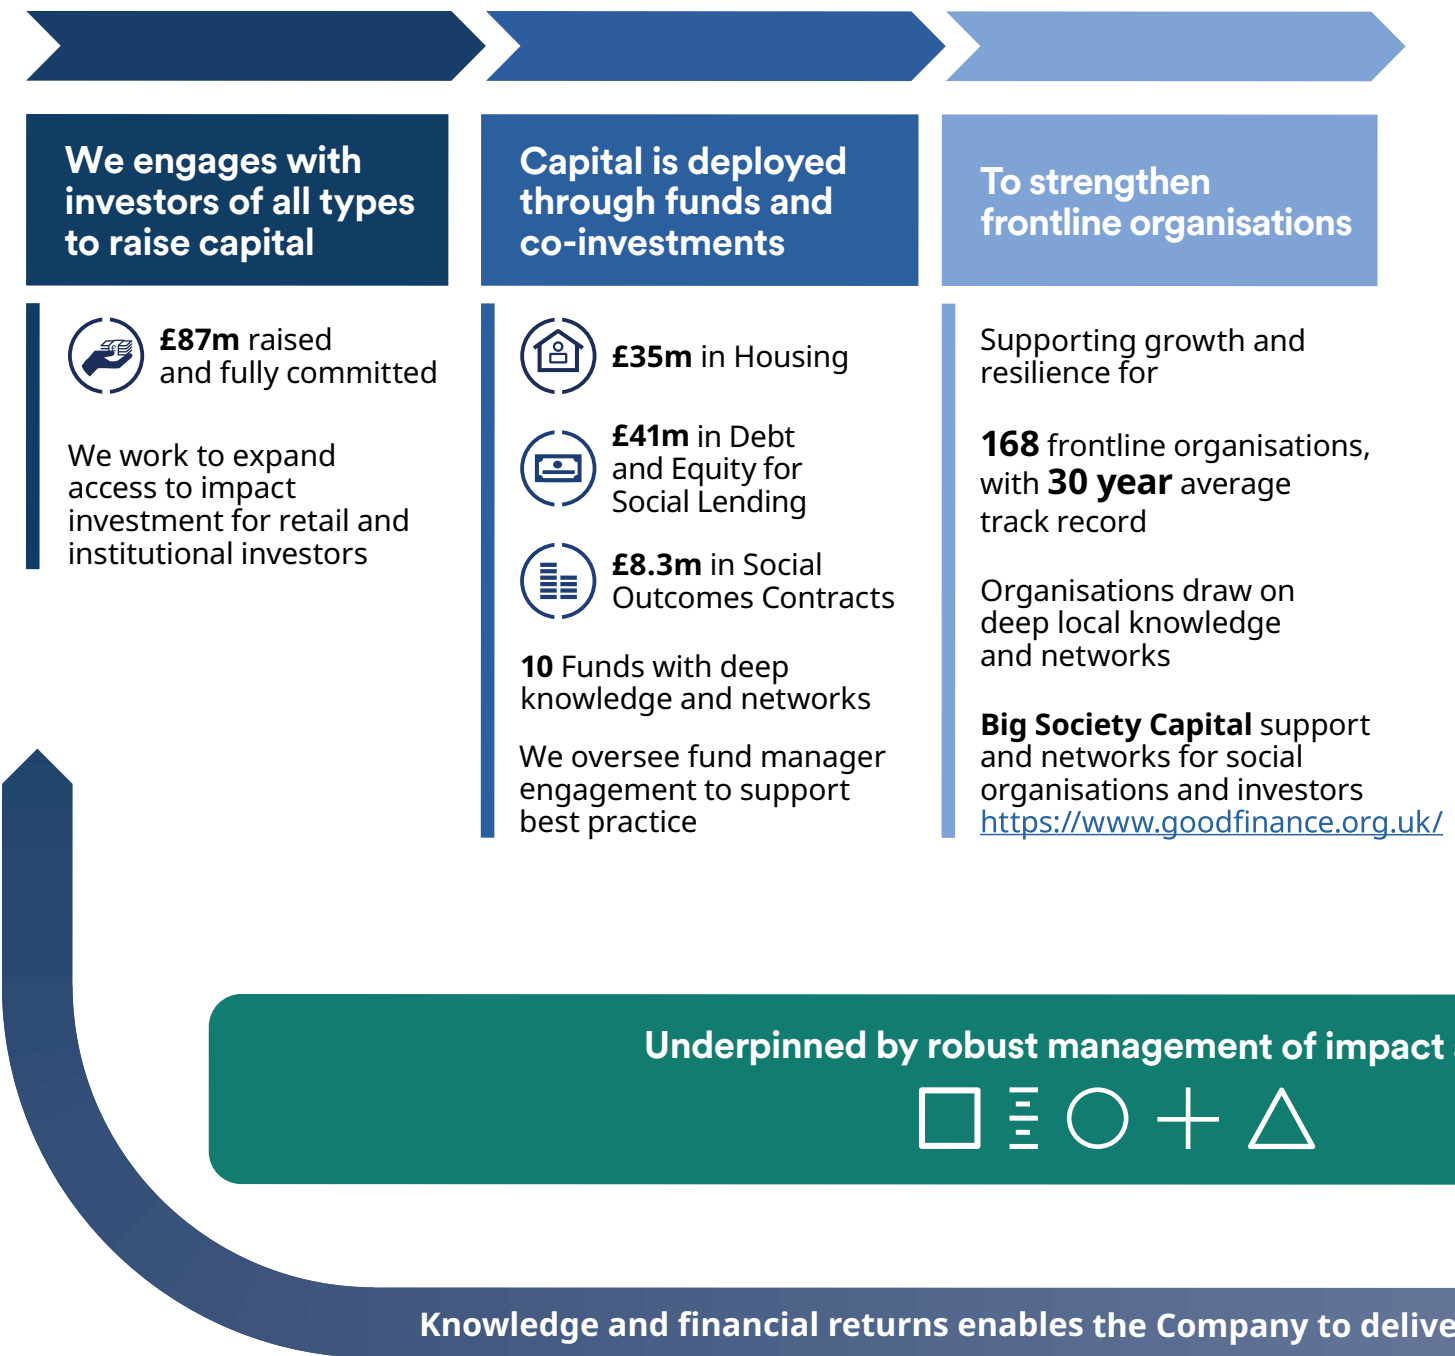 We engages with
investors of all types
to raise capital
£87m raised
and fully committed
We work to expand
access to impact
investment for retail and
institutional investors
Capital is deployed
through funds and
co-investments
£35m in Housing
£41m in Debt
and Equity for
Social Lending
£8.3m in Social
Outcomes Contracts
10 Funds with deep
knowledge and networks
We oversee fund manager
engagement to support
best practice
To strengthen
frontline organisations
Supporting growth and
resilience for
168 frontline organisations,
with 30 year average
track record
Organisations draw on
deep local knowledge
and networks
Big Society Capital support
and networks for social
organisations and investors
https://www.goodfinance.org.uk/
Underpinned by robust management of impact
Knowledge and financial returns enables the Company to delive